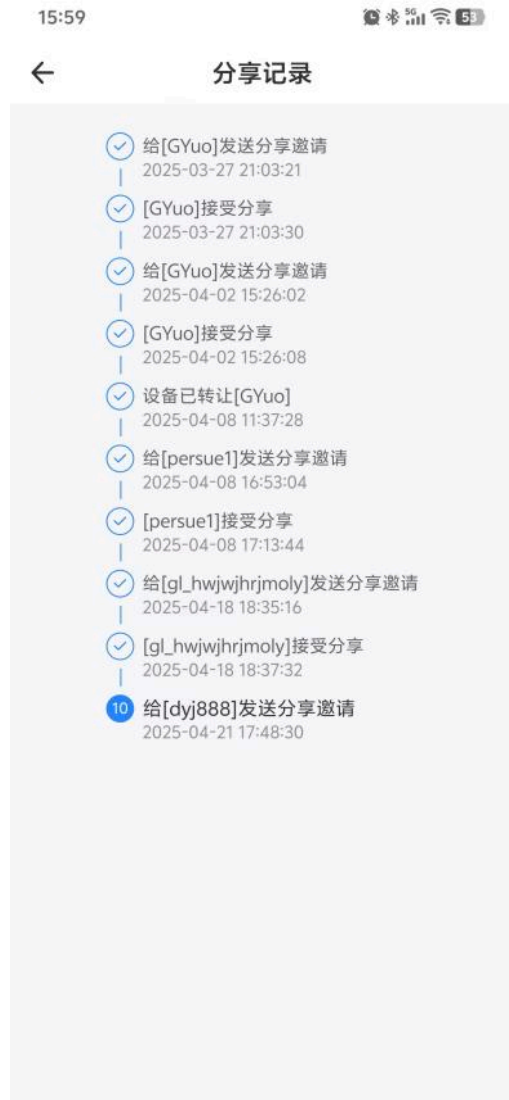 15:59
5G
53
分享记录
给[GYuo]发送分享邀请
2025-03-27 21:03:21
[GYuo]接受分享
2025-03-27 21:03:30
给[GYuo]发送分享邀请
2025-04-02 15:26:02
[GYuo]接受分享
2025-04-02 15:26:08
设备已转让[GYuo]
2025-04-08 11:37:28
给[persue1]发送分享邀请
2025-04-08 16:53:04
[persue1]接受分享
2025-04-08 17:13:44
给[gl_hwjwjhrjmoly]发送分享邀请
2025-04-18 18:35:16
[gl_hwjwjhrjmoly]接受分享
2025-04-18 18:37:32
10 给[dyj888]发送分享邀请
2025-04-21 17:48:30